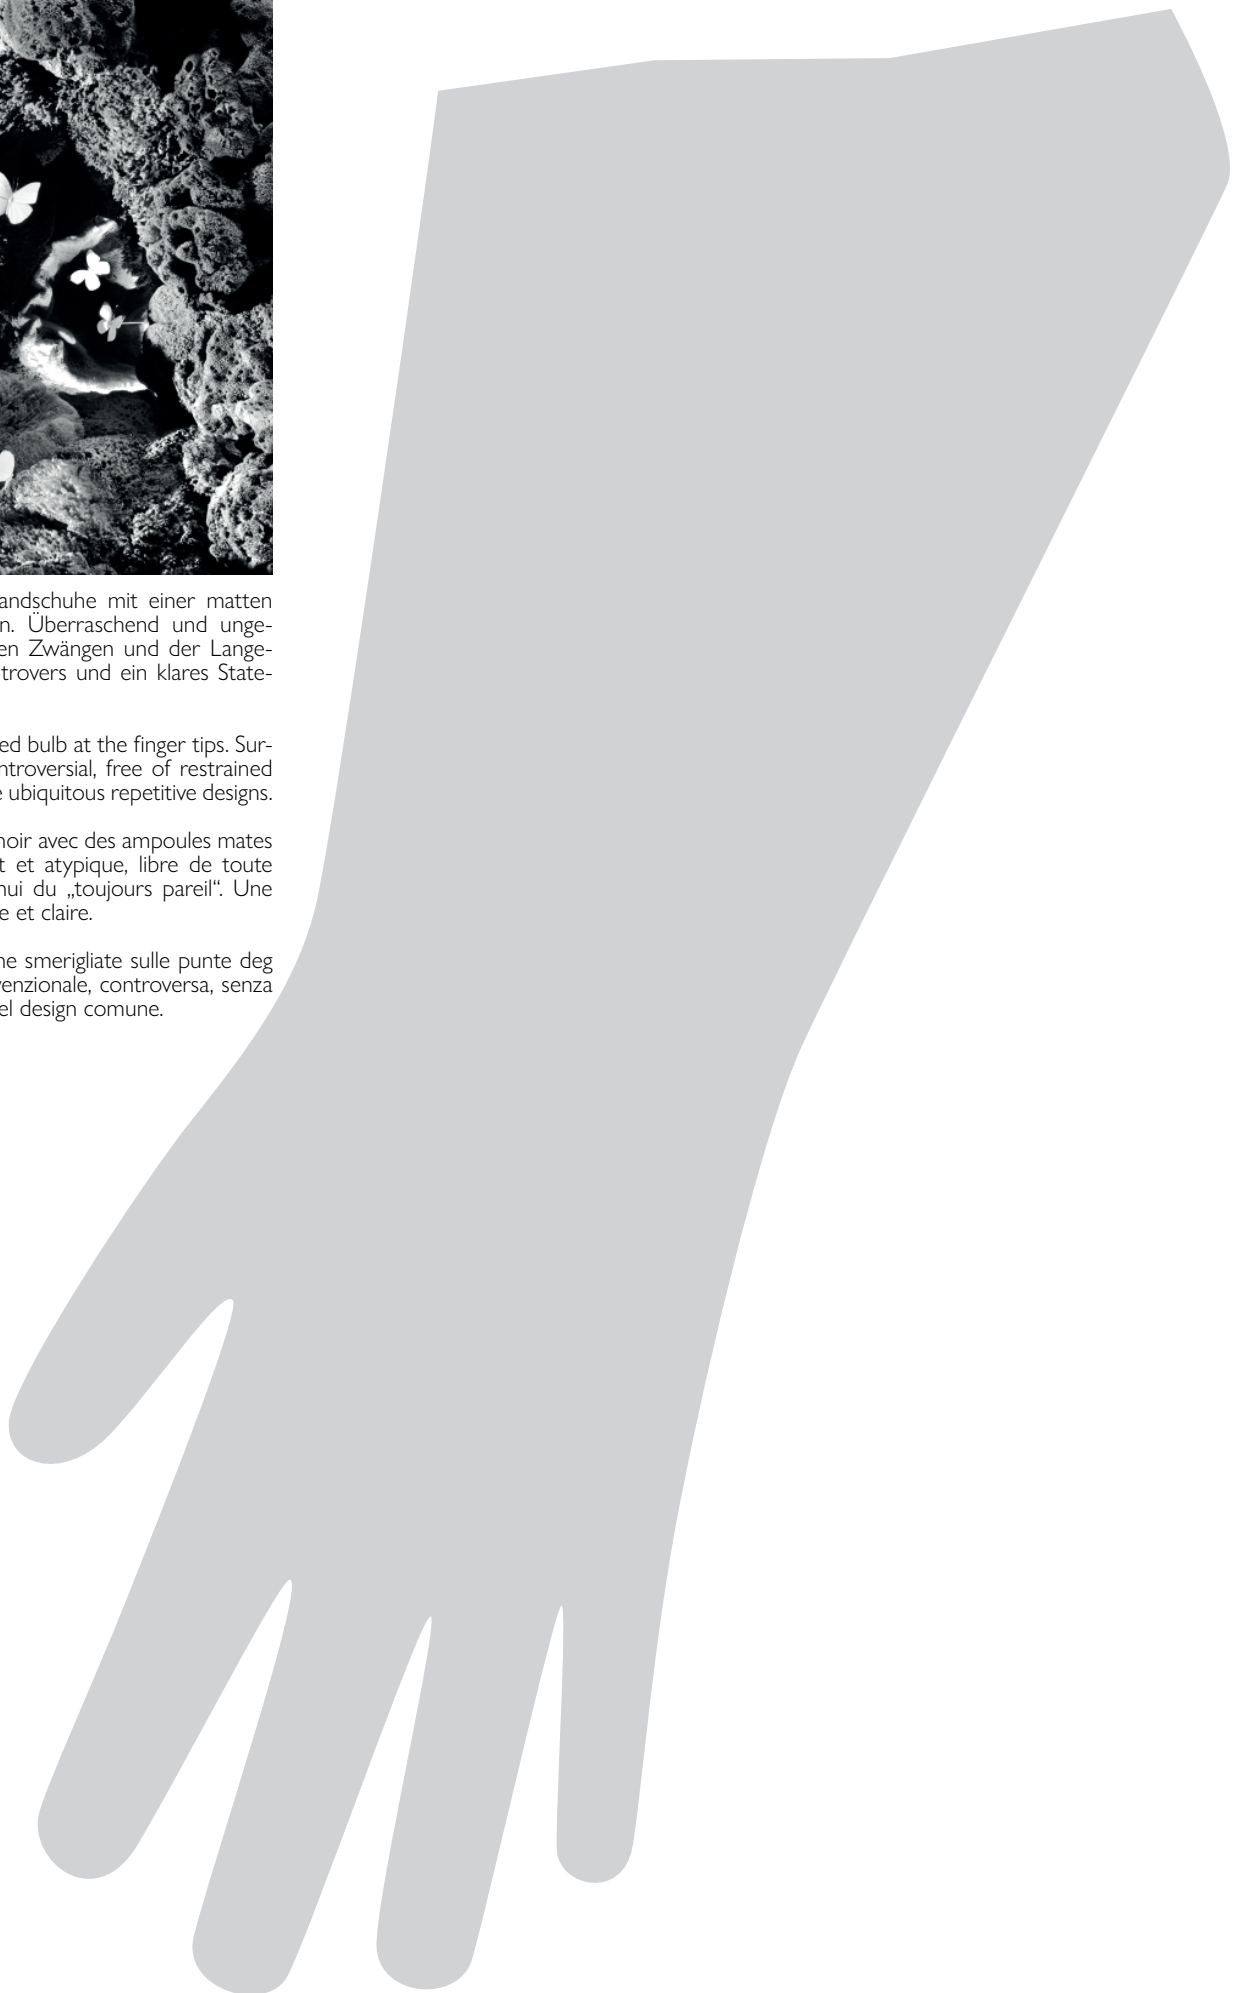 andschuhe mit einer matten
n. Überraschend und unge-
en Zwängen und der Lange-
trovers und ein klares State-
ed bulb at the finger tips. Sur-
ntroversial, free of restrained
e ubiquitous repetitive designs.
noir avec des ampoules mates
t et atypique, libre de toute
nui du „toujours pareil“. Une
e et claire.
ne smerigliate sulle punte deg
venzionale, controversa, senza
el design comune.